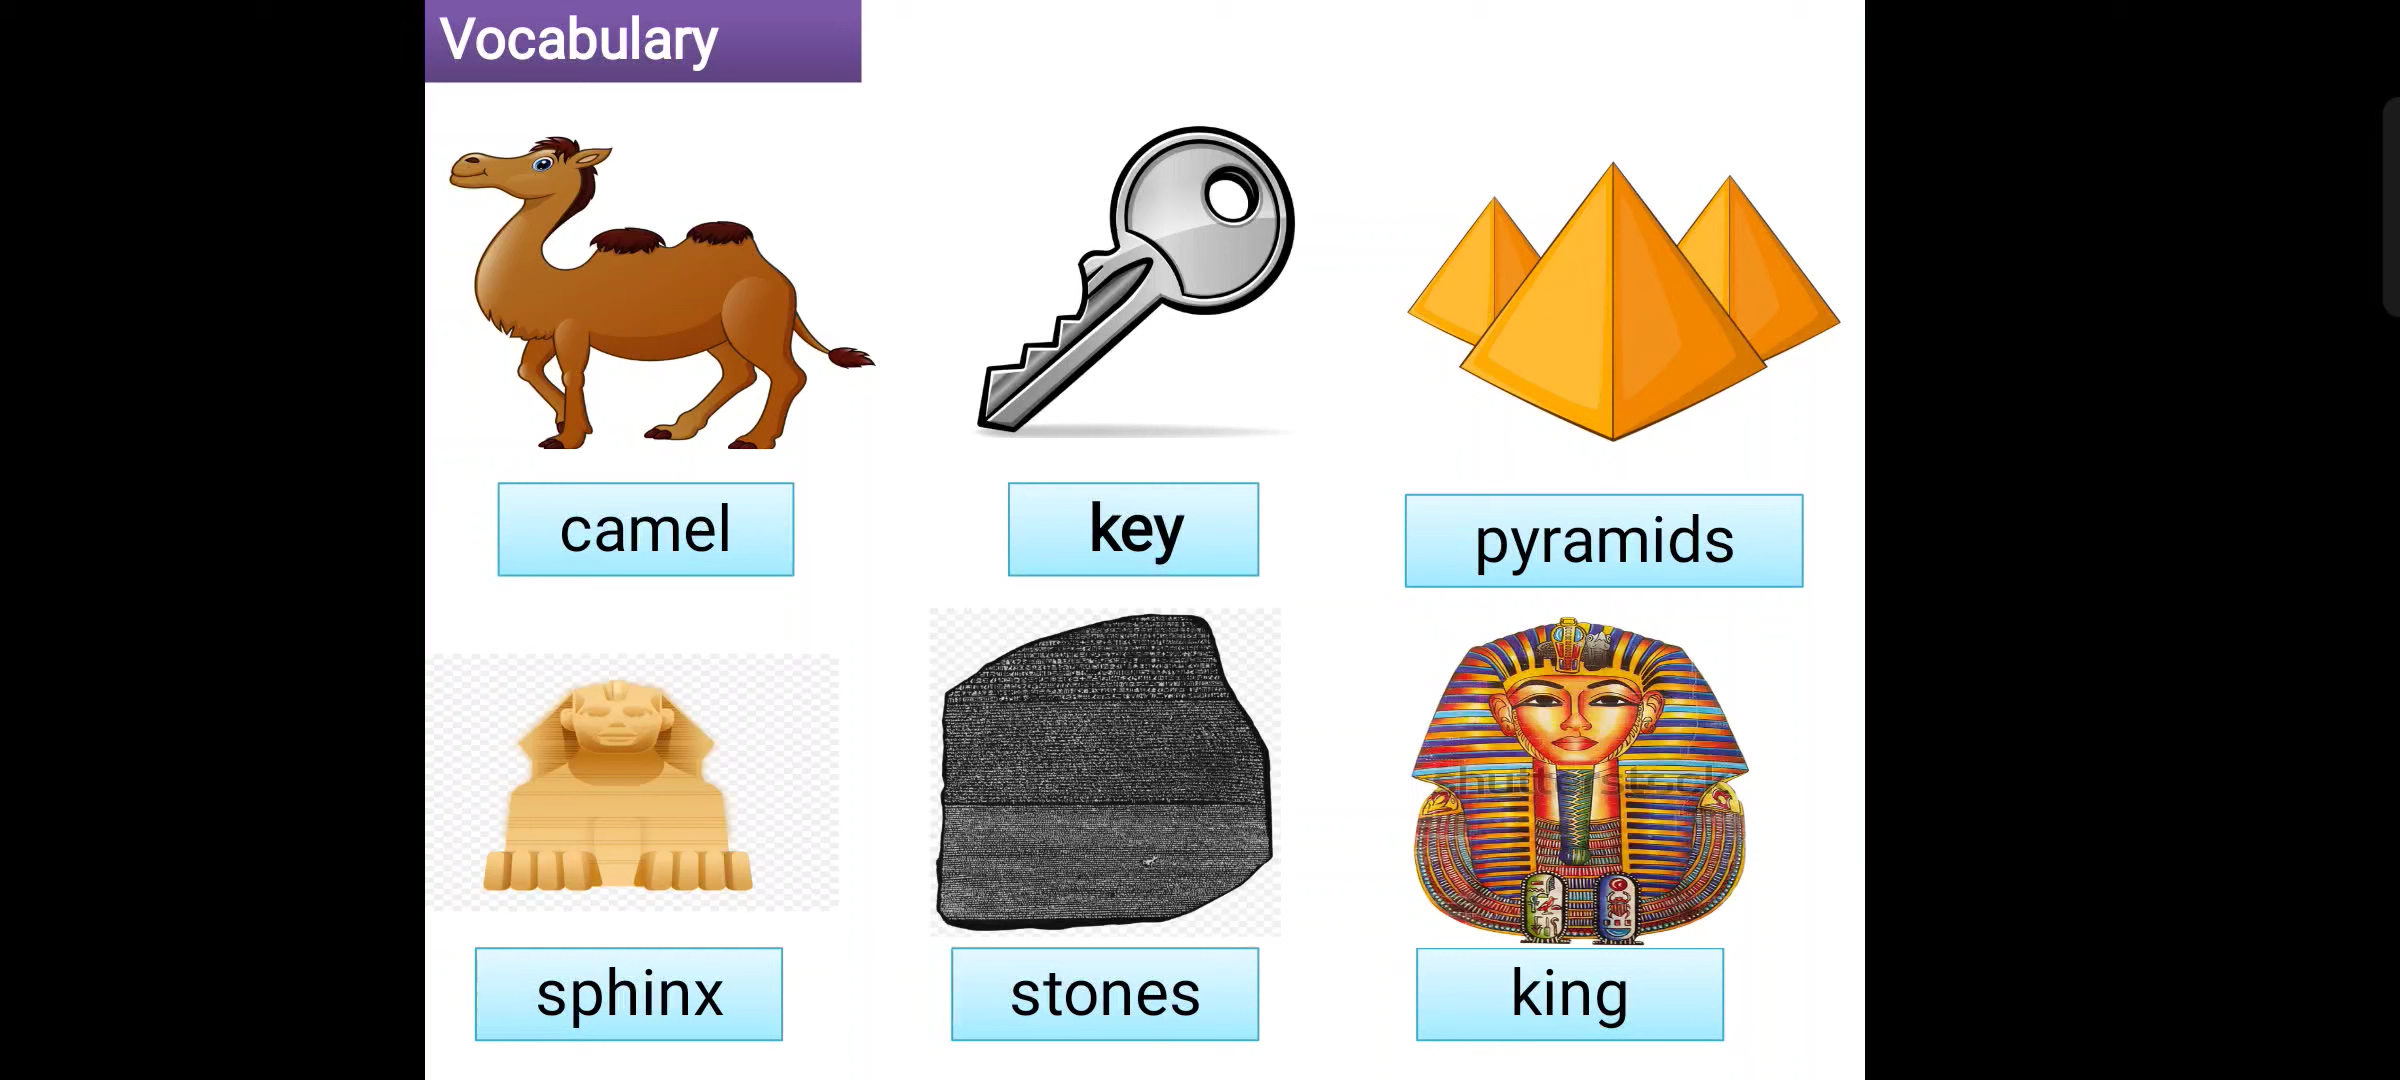 Vocabulary
camel
key
pyramids
sphinx
stones
king